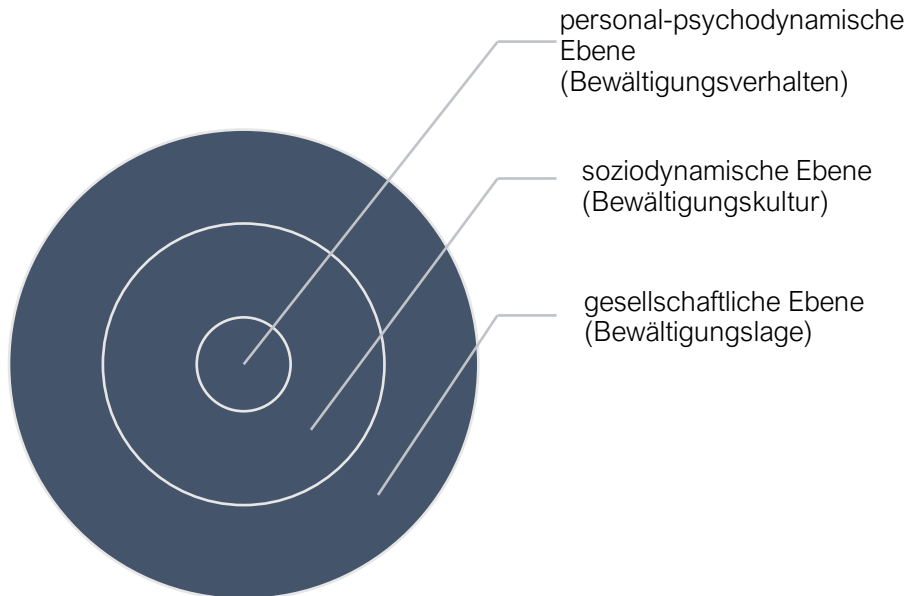 personal-psychodynamische
Ebene
(Bewältigungsverhalten)
soziodynamische Ebene
(Bewältigungskultur)
gesellschaftliche Ebene
(Bewältigungslage)